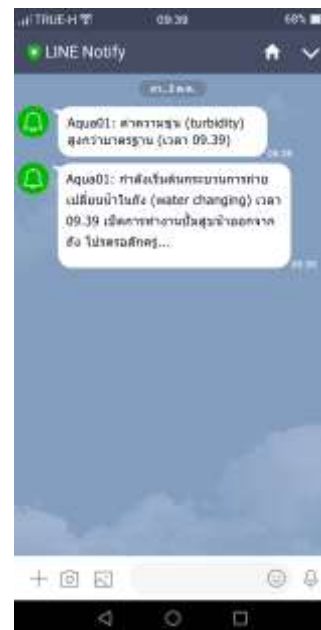 TRUE-H
09:39
60%
LINE Notify
Aqua01: ค่าความขุ่น (turbidity)
สูงกว่ามาตรฐาน (เวลา 09.39)
09.39
Aqua01: กำลังเริ่มต้นกระบวนการถ่าย
เปลี่ยนน้ำในถัง (water changing) เวลา
09.39 เปิดการทำงานปั๊มสูบน้ำออกจาก
ถัง โปรดรอสักครู่...